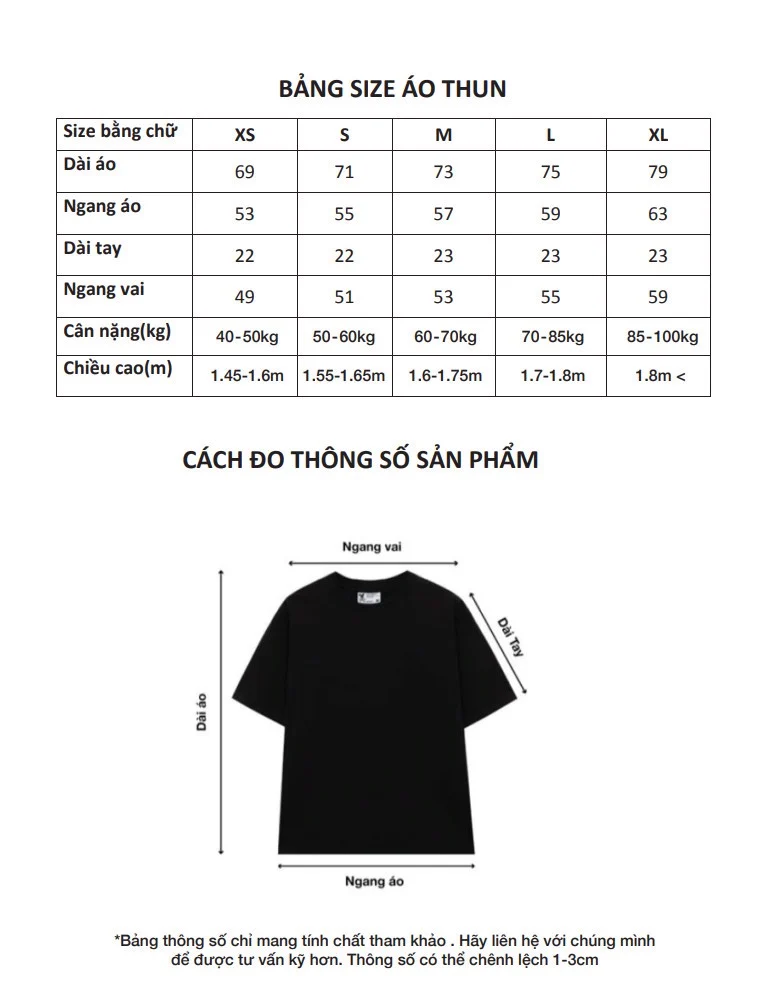 BẢNG SIZE ÁO THUN
Size bằng chữ XS S M L XL
Dài áo 69 71 73 75 79
Ngang áo 53 55 57 59 63
Dài tay 22 22 23 23 23
Ngang vai 49 51 53 55 59
Cân nặng(kg) 40-50kg 50-60kg 60-70kg 70-85kg 85-100kg
Chiều cao(m) 1.45-1.6m 1.55-1.65m 1.6-1.75m 1.7-1.8m 1.8m <
CÁCH ĐO THÔNG SỐ SẢN PHẨM
Ngang vai
Dài Tay
Dài áo
Ngang áo
*Bảng thông số chỉ mang tính chất tham khảo . Hãy liên hệ với chúng mình
để được tư vấn kỹ hơn. Thông số có thể chênh lệch 1-3cm